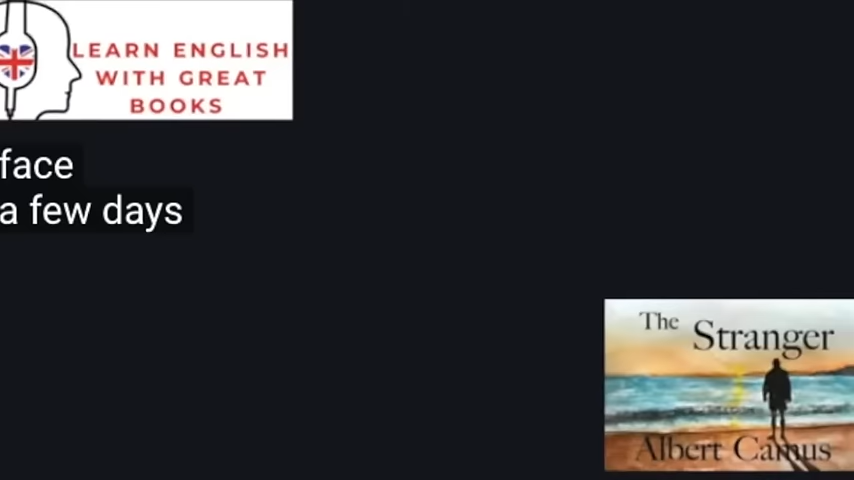 LEARN ENGLISH
WITH GREAT
BOOKS
face
a few days
The Stranger
Albert Camus